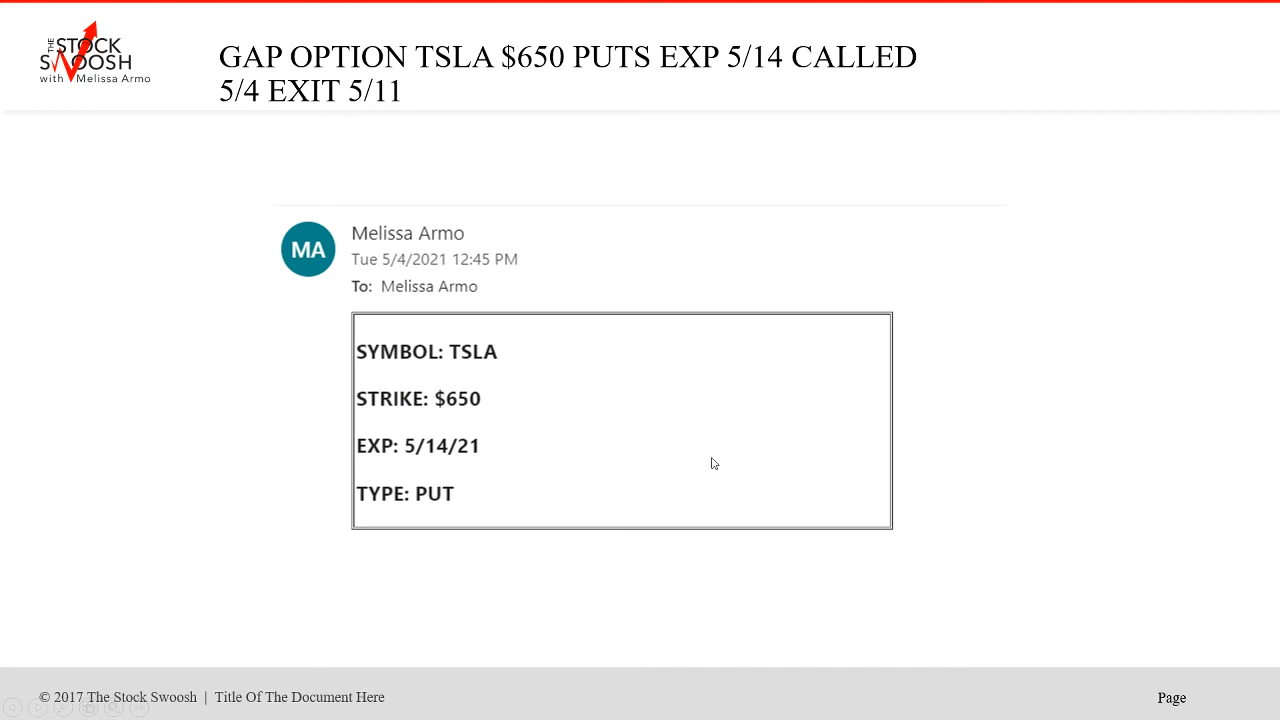 THE STOCK
SWOOSH
with Melissa Armo
GAP OPTION TSLA $650 PUTS EXP 5/14 CALLED
5/4 EXIT 5/11
MA
Melissa Armo
Tue 5/4/2021 12:45 PM
To: Melissa Armo
SYMBOL: TSLA
STRIKE: $650
EXP: 5/14/21
TYPE: PUT
© 2017 The Stock Swoosh | Title Of The Document Here
Page